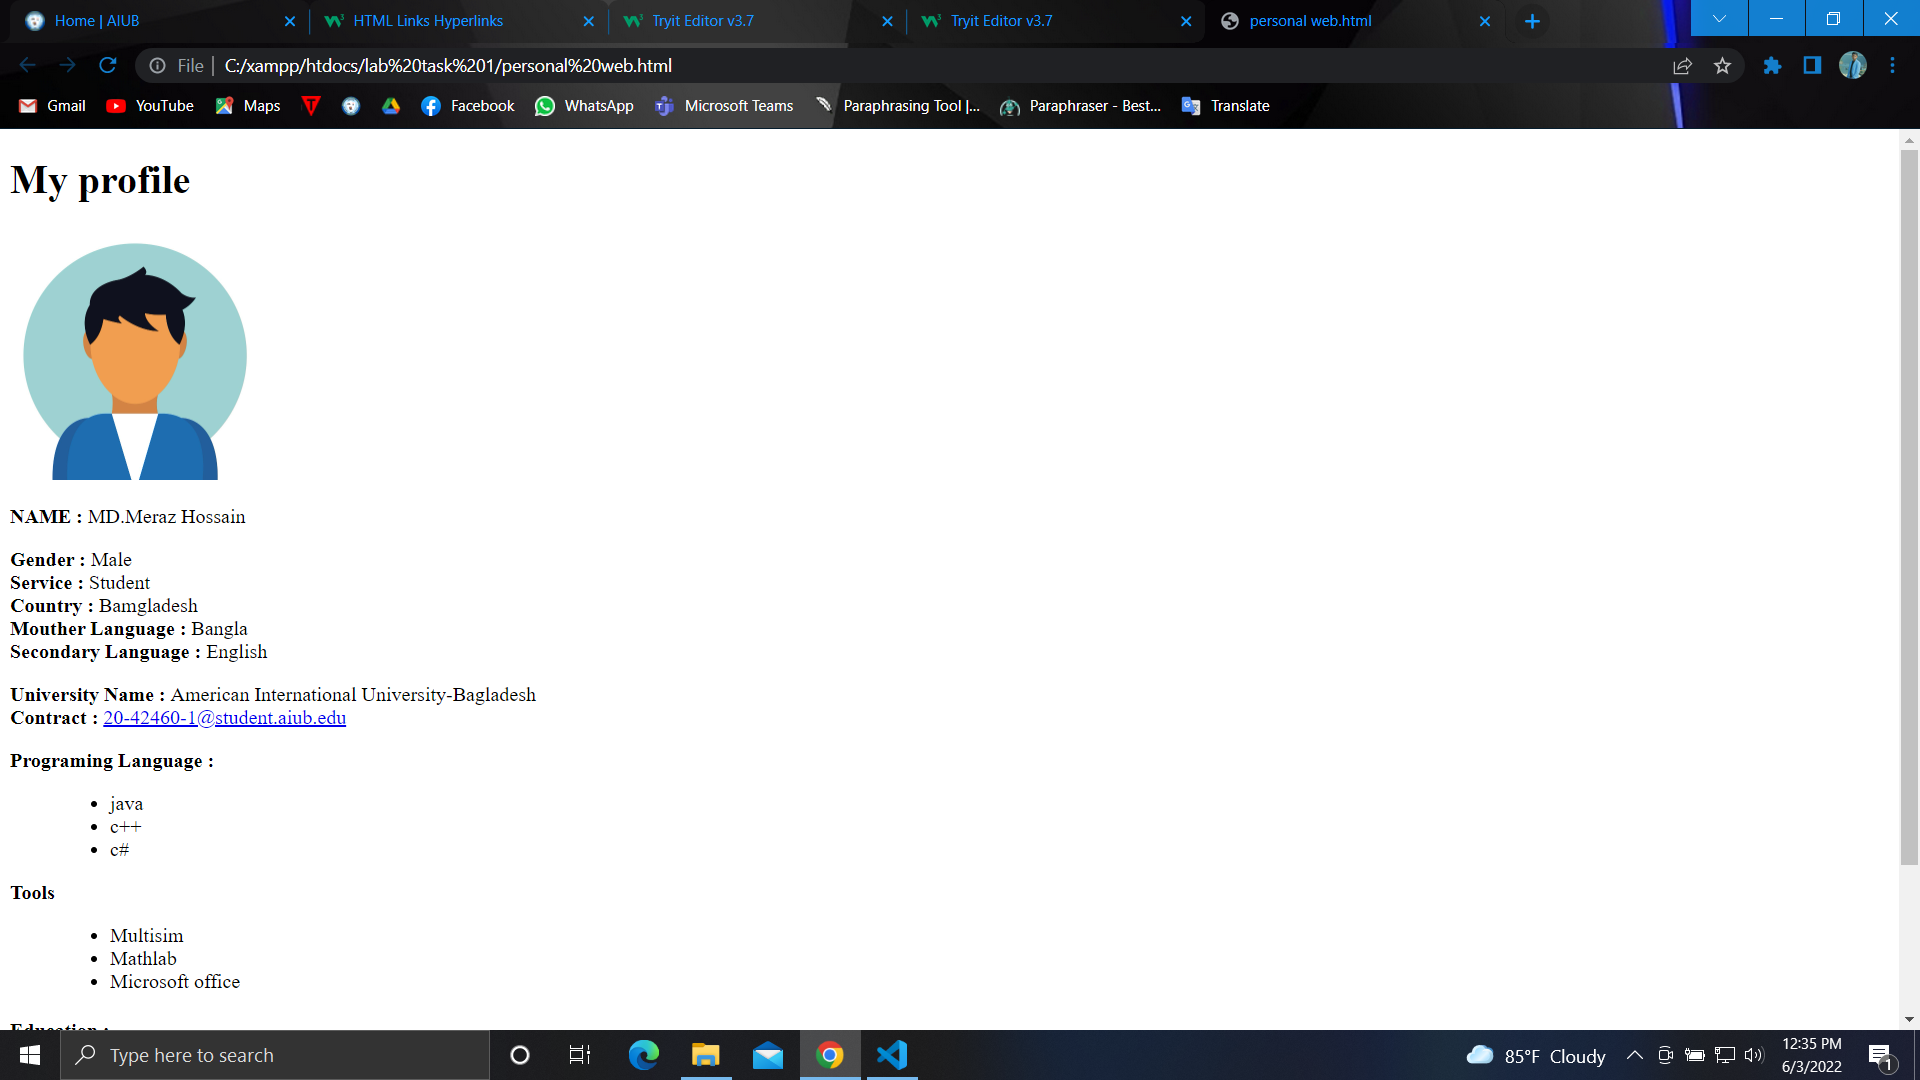 Home | AIUB
HTML Links Hyperlinks
Tryit Editor v3.7
Tryit Editor v3.7
personal web.html
File | C:/xampp/htdocs/lab%20task%201/personal%20web.html
Gmail YouTube Maps Facebook WhatsApp Microsoft Teams Paraphrasing Tool |... Paraphraser - Best... Translate
My profile
NAME : MD.Meraz Hossain
Gender : Male
Service : Student
Country : Bamgladesh
Mouther Language : Bangla
Secondary Language : English
University Name : American International University-Bagladesh
Contract : 20-42460-1@student.aiub.edu
Programing Language :
java
c++
c#
Tools
Multisim
Mathlab
Microsoft office
Education :
Type here to search
85°F Cloudy
12:35 PM
6/3/2022
1